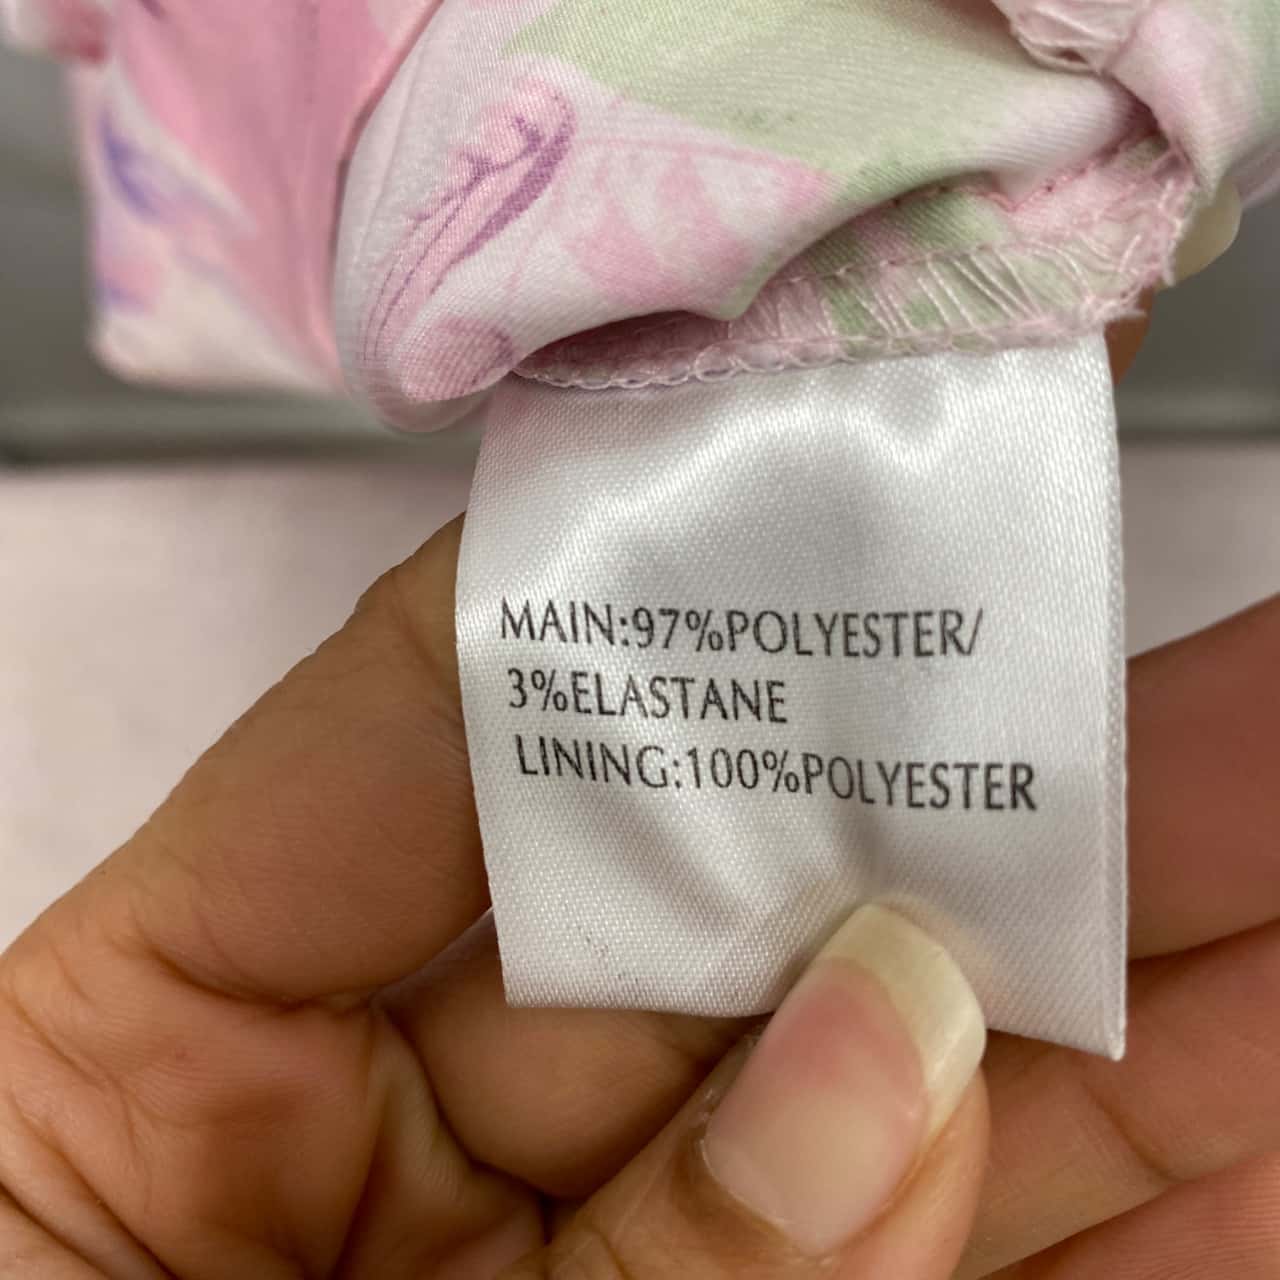 MAIN:97%POLYESTER/
3%ELASTANE
LINING:100%POLYESTER